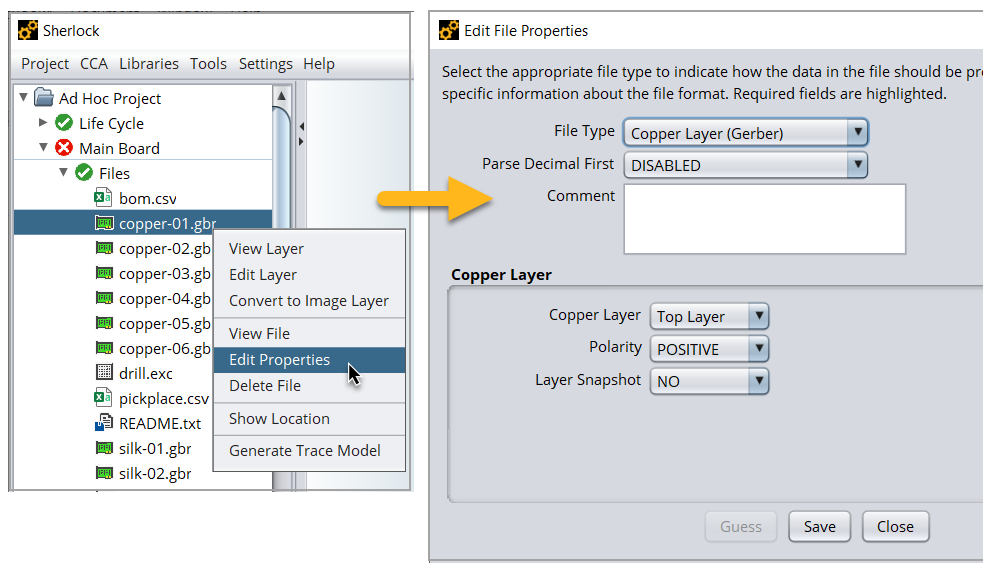 Sherlock
Project CCA Libraries Tools Settings Help
Ad Hoc Project
Life Cycle
Main Board
Files
bom.csv
copper-01.gbr
copper-02.gb
copper-03.gb
copper-04.gb
copper-05.gb
copper-06.gb
drill.exc
pickplace.csv
README.txt
silk-01.gbr
silk-02.gbr
View Layer
Edit Layer
Convert to Image Layer
View File
Edit Properties
Delete File
Show Location
Generate Trace Model
Edit File Properties
Select the appropriate file type to indicate how the data in the file should be pr
specific information about the file format. Required fields are highlighted.
File Type Copper Layer (Gerber)
Parse Decimal First DISABLED
Comment
Copper Layer
Copper Layer Top Layer
Polarity POSITIVE
Layer Snapshot NO
Guess Save Close